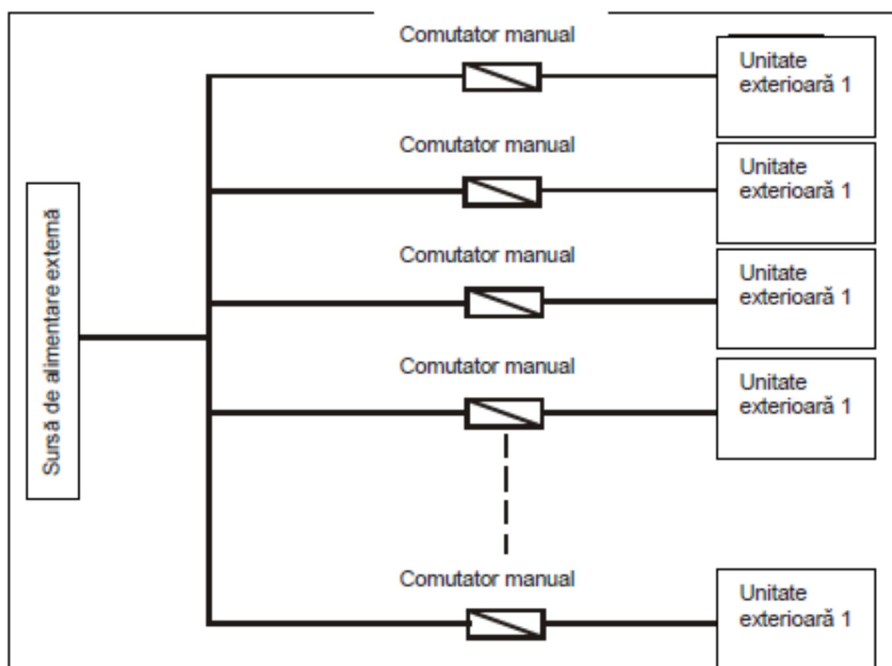 Comutator manual
Unitate
exterioară 1
Comutator manual
Unitate
exterioară 1
Comutator manual
Unitate
exterioară 1
Sursă de alimentare externă
Comutator manual
Unitate
exterioară 1
Comutator manual
Unitate
exterioară 1